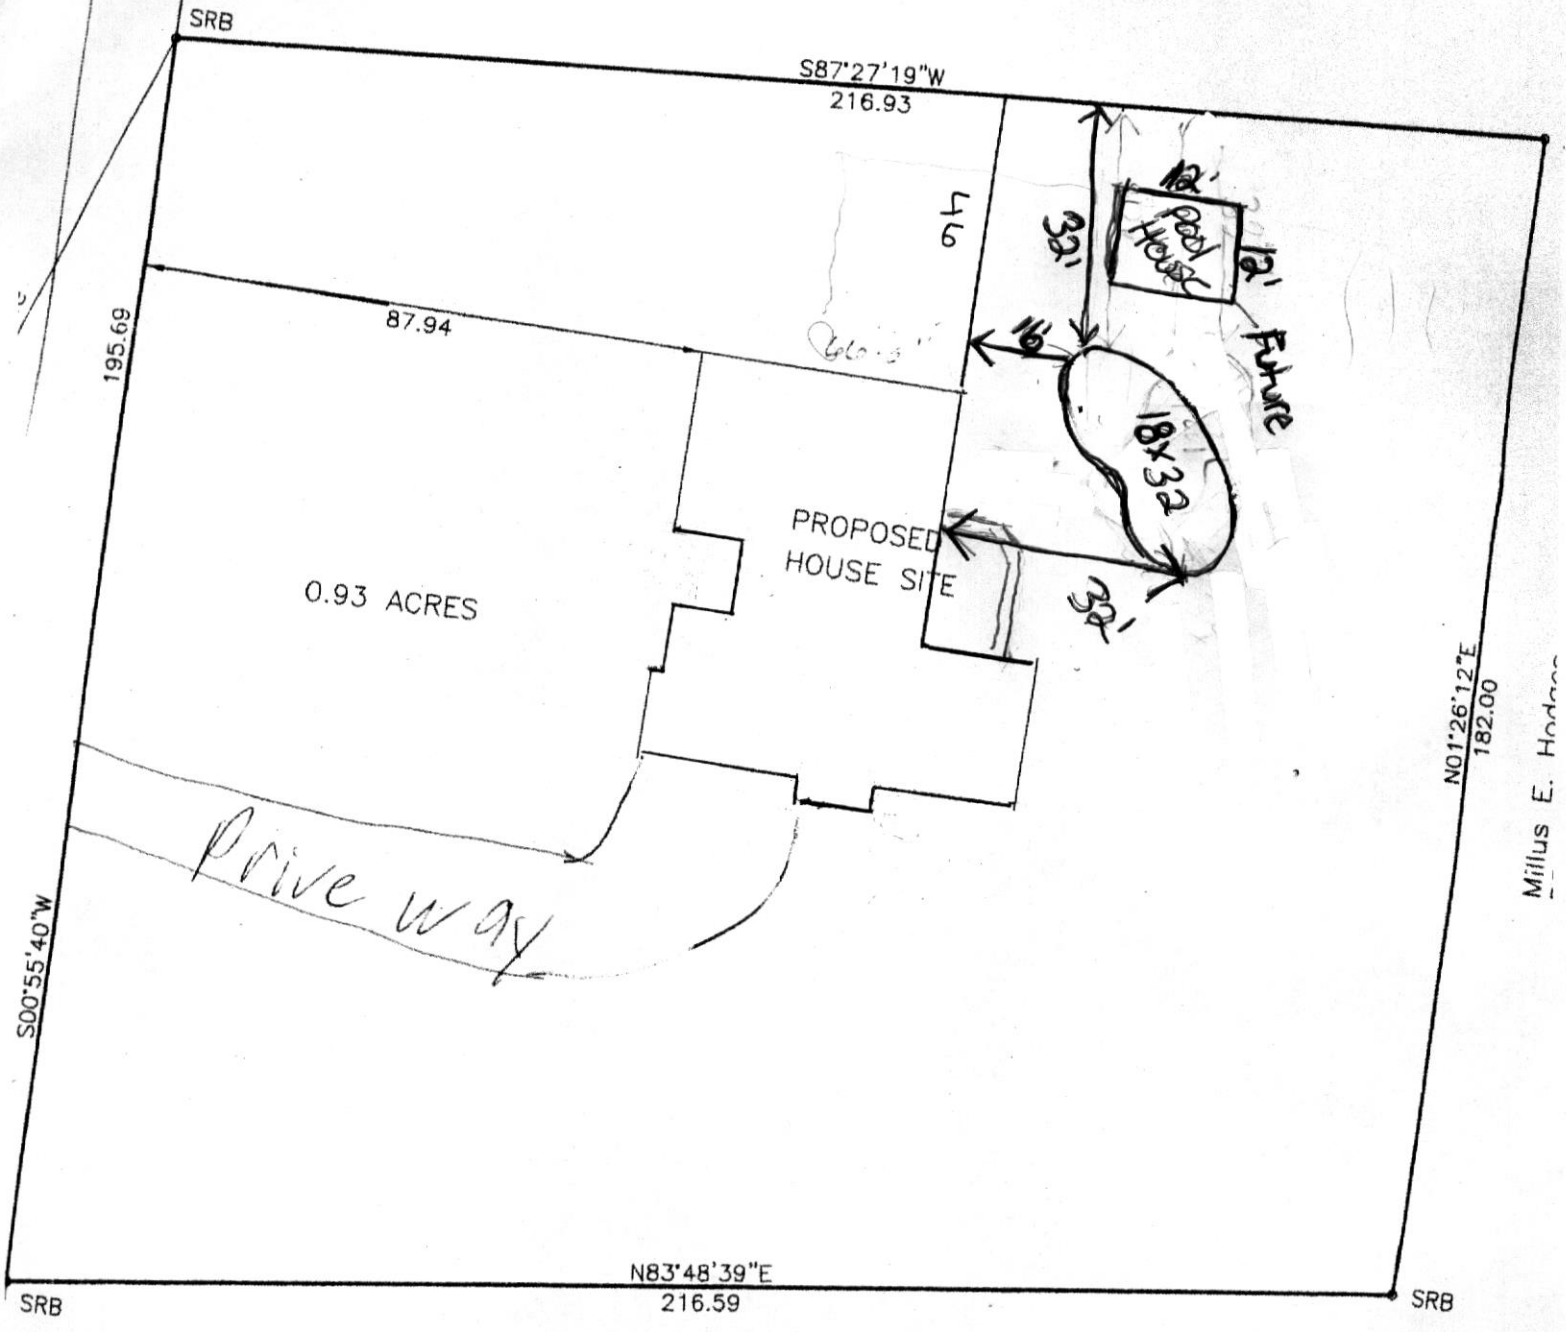 SRB
S87°27'19"W
216.93
46
32'
12'
Pool
House
12'
Future
16'
18x32
32'
87.94
195.69
66'
PROPOSED
HOUSE SITE
0.93 ACRES
N01°26'12"E
182.00
Millus E.
Drive way
S00°55'40"W
N83°48'39"E
216.59
SRB
SRB